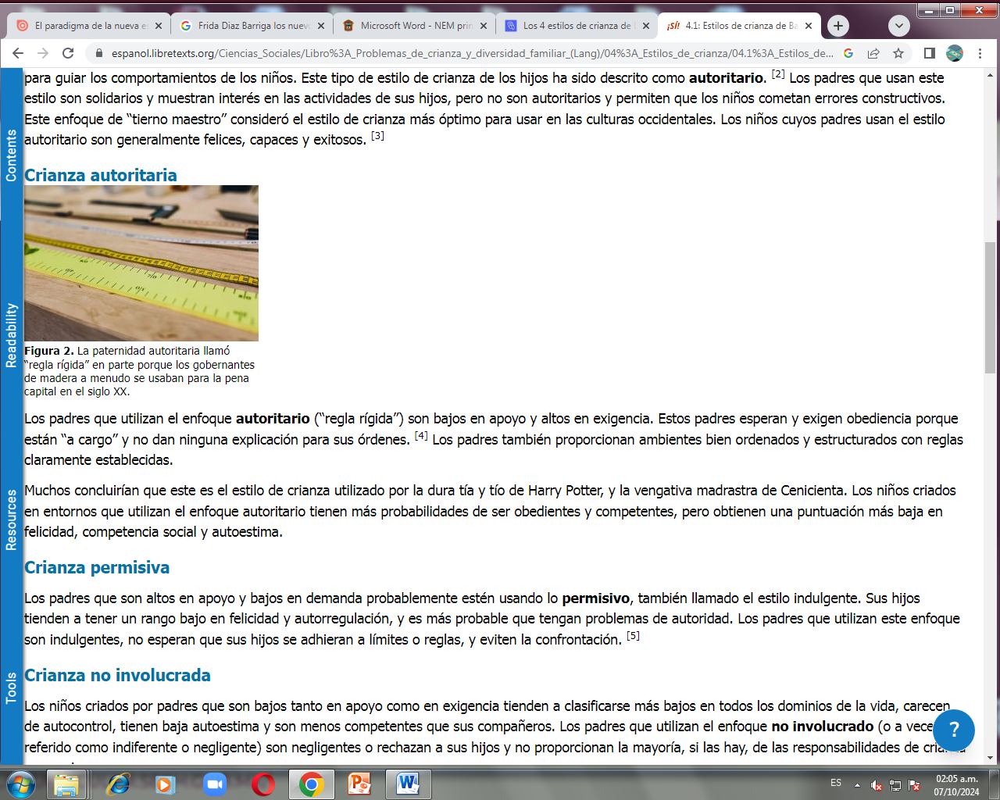 El paradigma de la nueva es
Frida Diaz Barriga los nuevo
Microsoft Word - NEM prin
Los 4 estilos de crianza de
¡SÍ! 4.1: Estilos de crianza de Ba
espanol.libretexts.org/Ciencias_Sociales/Libro%3A_Problemas_de_crianza_y_diversidad_familiar_(Lang)/04%3A_Estilos_de_crianza/04.1%3A_Estilos_de...
para guiar los comportamientos de los niños. Este tipo de estilo de crianza de los hijos ha sido descrito como autoritario. [2] Los padres que usan este
estilo son solidarios y muestran interés en las actividades de sus hijos, pero no son autoritarios y permiten que los niños cometan errores constructivos.
Este enfoque de “tierno maestro” consideró el estilo de crianza más óptimo para usar en las culturas occidentales. Los niños cuyos padres usan el estilo
autoritario son generalmente felices, capaces y exitosos. [3]
Contents
Crianza autoritaria
Readability
Figura 2. La paternidad autoritaria llamó
“regla rígida” en parte porque los gobernantes
de madera a menudo se usaban para la pena
capital en el siglo XX.
Los padres que utilizan el enfoque autoritario (“regla rígida”) son bajos en apoyo y altos en exigencia. Estos padres esperan y exigen obediencia porque
están “a cargo” y no dan ninguna explicación para sus órdenes. [4] Los padres también proporcionan ambientes bien ordenados y estructurados con reglas
claramente establecidas.
Muchos concluirían que este es el estilo de crianza utilizado por la dura tía y tío de Harry Potter, y la vengativa madrastra de Cenicienta. Los niños criados
en entornos que utilizan el enfoque autoritario tienen más probabilidades de ser obedientes y competentes, pero obtienen una puntuación más baja en
felicidad, competencia social y autoestima.
Resources
Crianza permisiva
Los padres que son altos en apoyo y bajos en demanda probablemente estén usando lo permisivo, también llamado el estilo indulgente. Sus hijos
tienden a tener un rango bajo en felicidad y autorregulación, y es más probable que tengan problemas de autoridad. Los padres que utilizan este enfoque
son indulgentes, no esperan que sus hijos se adhieran a límites o reglas, y eviten la confrontación. [5]
Crianza no involucrada
Tools
Los niños criados por padres que son bajos tanto en apoyo como en exigencia tienden a clasificarse más bajos en todos los dominios de la vida, carecen
de autocontrol, tienen baja autoestima y son menos competentes que sus compañeros. Los padres que utilizan el enfoque no involucrado (o a vece
referido como indiferente o negligente) son negligentes o rechazan a sus hijos y no proporcionan la mayoría, si las hay, de las responsabilidades de crianza
?
ES
02:05 a.m.
07/10/2024